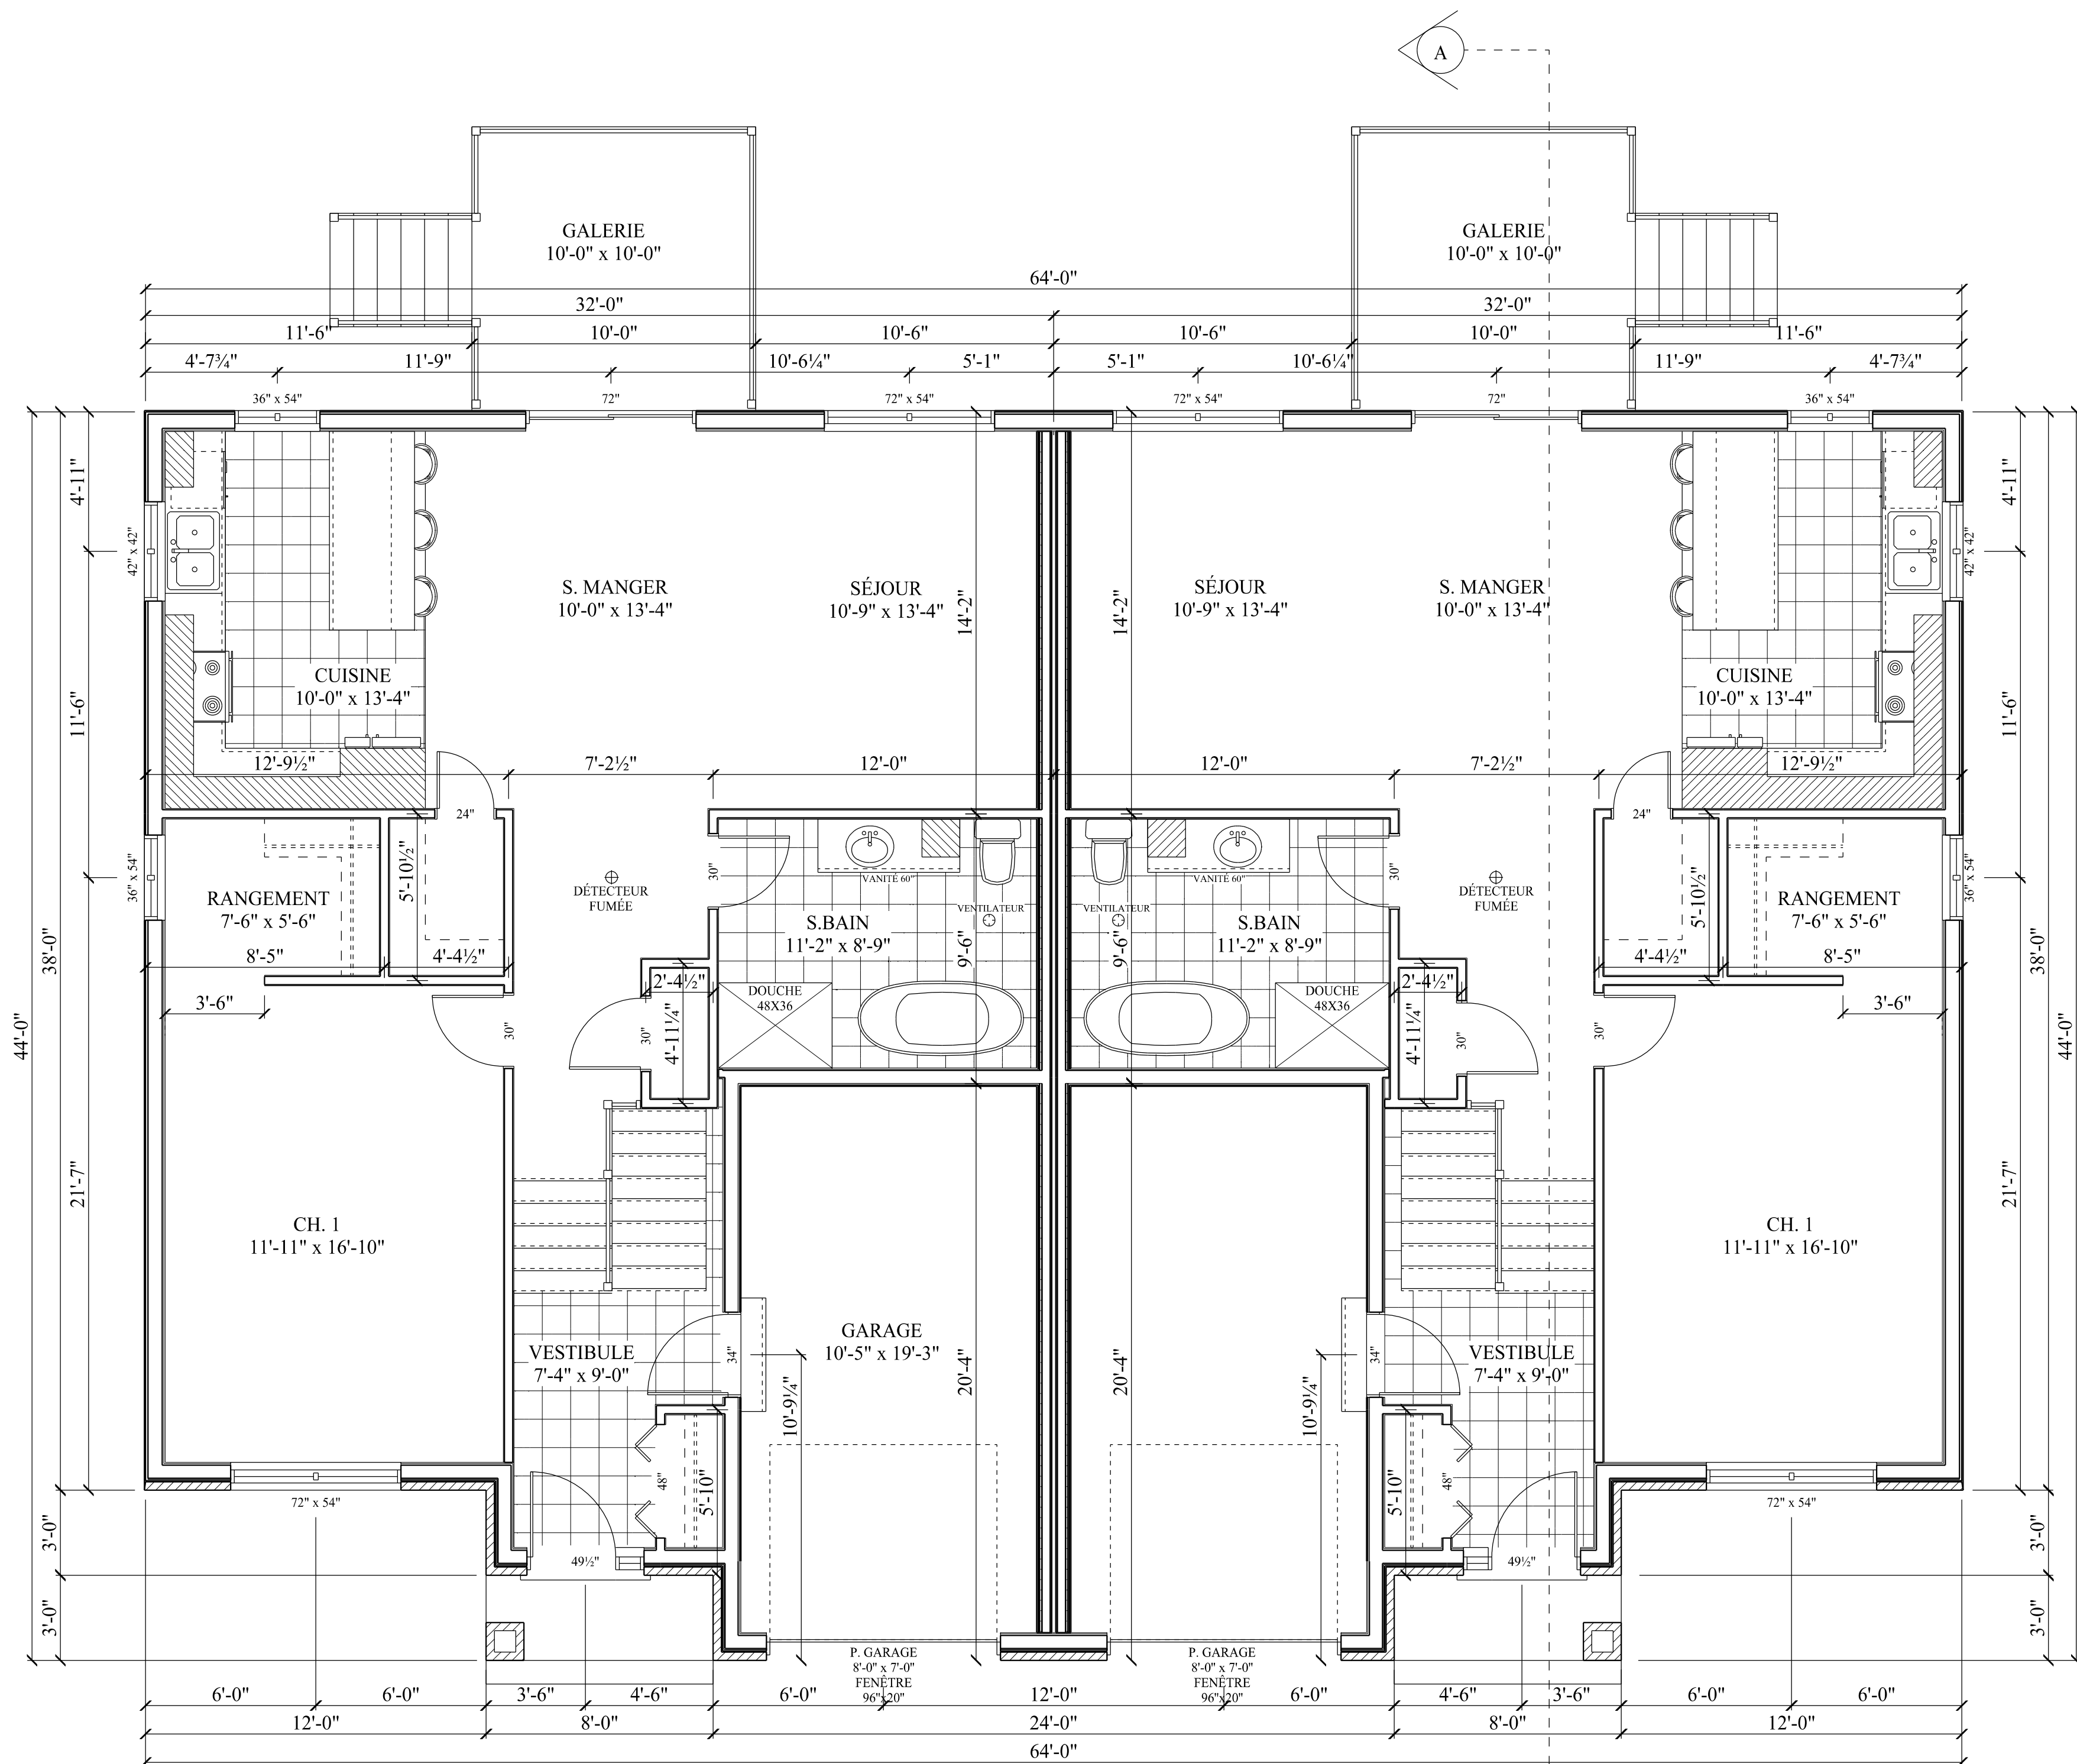 A
GALERIE
10'-0" x 10'-0"
GALERIE
10'-0" x 10'-0"
64'-0"
32'-0"
32'-0"
11'-6"
10'-0"
10'-6"
10'-6"
10'-0"
11'-6"
4'-7¾"
11'-9"
10'-6¼"
5'-1"
5'-1"
10'-6¼"
11'-9"
4'-7¾"
36" x 54"
72"
72" x 54"
72" x 54"
72"
36" x 54"
4'-11"
4'-11"
42" x 42"
42" x 42"
S. MANGER
10'-0" x 13'-4"
SÉJOUR
10'-9" x 13'-4"
14'-2"
14'-2"
SÉJOUR
10'-9" x 13'-4"
S. MANGER
10'-0" x 13'-4"
CUISINE
10'-0" x 13'-4"
CUISINE
10'-0" x 13'-4"
11'-6"
11'-6"
12'-9½"
7'-2½"
12'-0"
12'-0"
7'-2½"
12'-9½"
24"
24"
36" x 54"
36" x 54"
RANGEMENT
7'-6" x 5'-6"
5'-10½"
DÉTECTEUR
FUMÉE
30"
VANITÉ 60"
VENTILATEUR
S.BAIN
11'-2" x 8'-9"
9'-6"
VANITÉ 60"
VENTILATEUR
S.BAIN
11'-2" x 8'-9"
9'-6"
30"
DÉTECTEUR
FUMÉE
5'-10½"
RANGEMENT
7'-6" x 5'-6"
38'-0"
38'-0"
8'-5"
4'-4½"
4'-4½"
8'-5"
3'-6"
2'-4½"
DOUCHE
48X36
DOUCHE
48X36
2'-4½"
3'-6"
44'-0"
30"
30"
4'-11¼"
4'-11¼"
30"
30"
44'-0"
21'-7"
21'-7"
CH. 1
11'-11" x 16'-10"
CH. 1
11'-11" x 16'-10"
VESTIBULE
7'-4" x 9'-0"
34"
GARAGE
10'-5" x 19'-3"
10'-9¼"
20'-4"
20'-4"
10'-9¼"
34"
VESTIBULE
7'-4" x 9'-0"
48"
5'-10"
5'-10"
48"
72" x 54"
72" x 54"
49½"
49½"
3'-0"
3'-0"
3'-0"
3'-0"
P. GARAGE
8'-0" x 7'-0"
FENÊTRE
96"x20"
P. GARAGE
8'-0" x 7'-0"
FENÊTRE
96"x20"
6'-0"
6'-0"
3'-6"
4'-6"
6'-0"
12'-0"
6'-0"
4'-6"
3'-6"
6'-0"
6'-0"
12'-0"
8'-0"
24'-0"
8'-0"
12'-0"
64'-0"